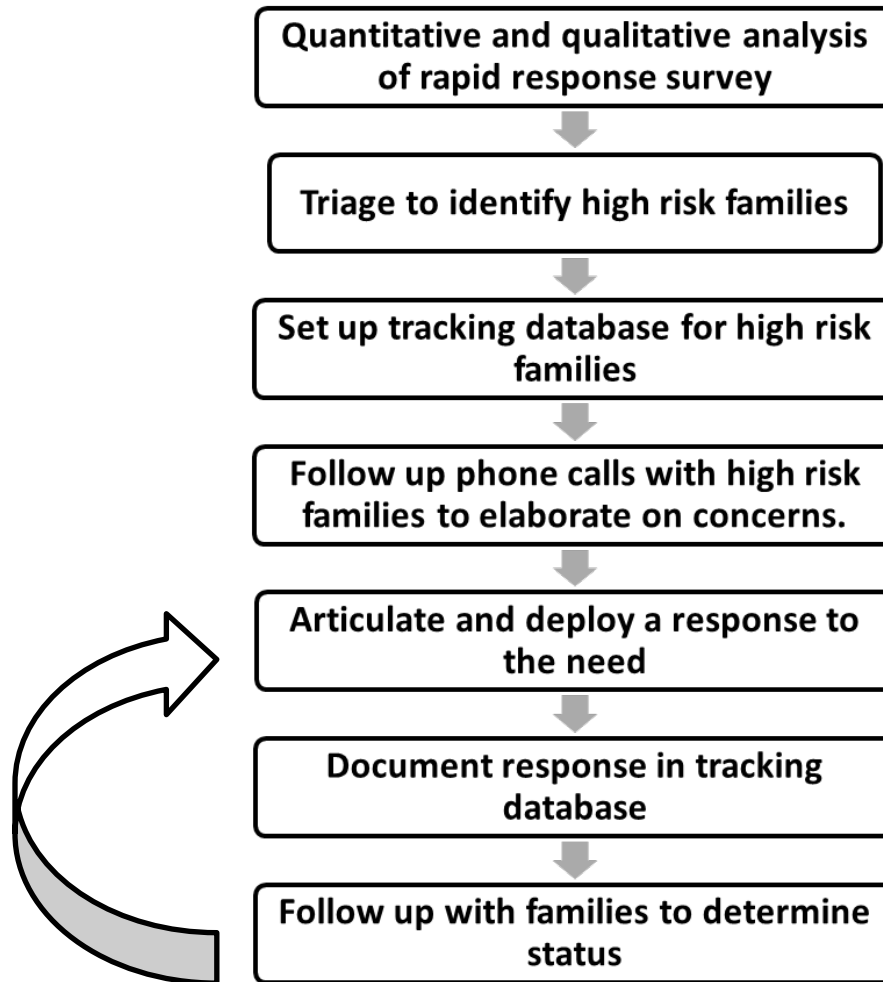 Quantitative and qualitative analysis
of rapid response survey
Triage to identify high risk families
Set up tracking database for high risk
families
Follow up phone calls with high risk
families to elaborate on concerns.
Articulate and deploy a response to
the need
Document response in tracking
database
Follow up with families to determine
status